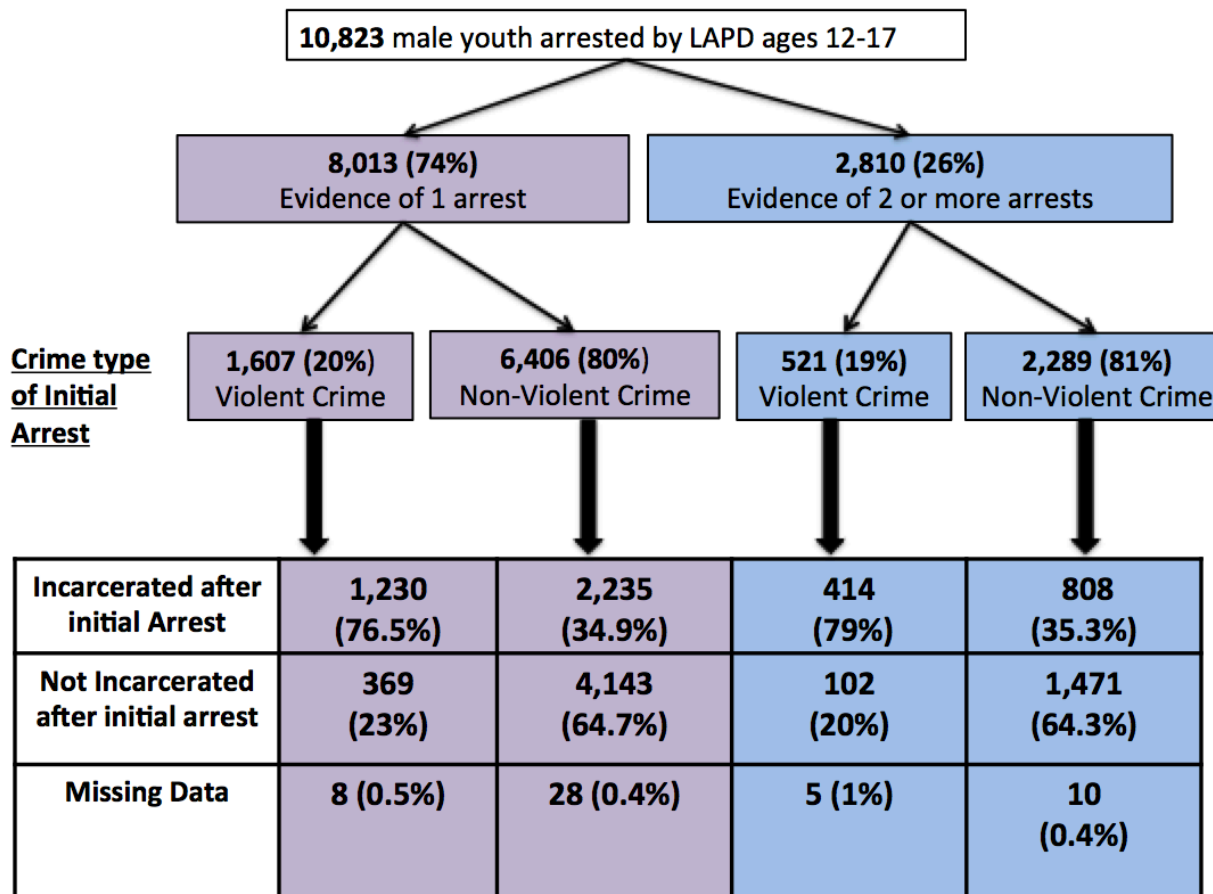 10,823 male youth arrested by LAPD ages 12-17
8,013 (74%)
Evidence of 1 arrest
2,810 (26%)
Evidence of 2 or more arrests
Crime type
of Initial
Arrest
1,607 (20%)
Violent Crime
6,406 (80%)
Non-Violent Crime
521 (19%)
Violent Crime
2,289 (81%)
Non-Violent Crime
Incarcerated after
initial Arrest
1,230
(76.5%)
2,235
(34.9%)
414
(79%)
808
(35.3%)
Not Incarcerated
after initial arrest
369
(23%)
4,143
(64.7%)
102
(20%)
1,471
(64.3%)
Missing Data
8 (0.5%)
28 (0.4%)
5 (1%)
10
(0.4%)